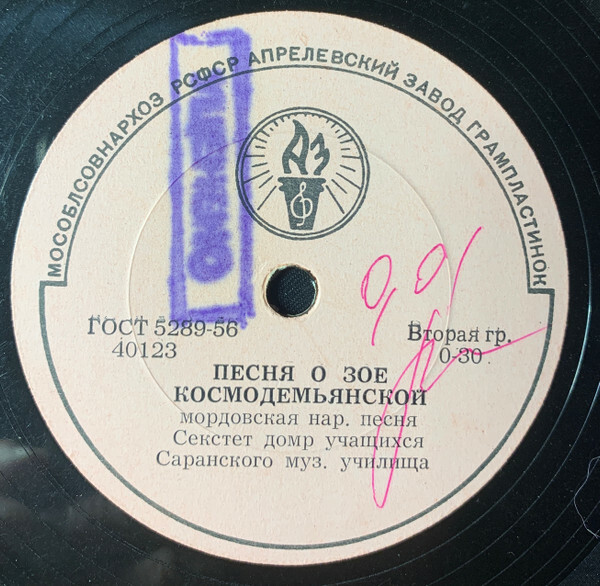 МОСОБЛСОВНАРХОЗ РСФСР АПРЕЛЕВСКИЙ ЗАВОД ГРАМПЛАСТИНОК
АЗ
ГОСТ 5289-56
40123
Вторая гр.
0-30
ПЕСНЯ О ЗОЕ
КОСМОДЕМЬЯНСКОЙ
мордовская нар. песня
Секстет домр учащихся
Саранского муз. училища